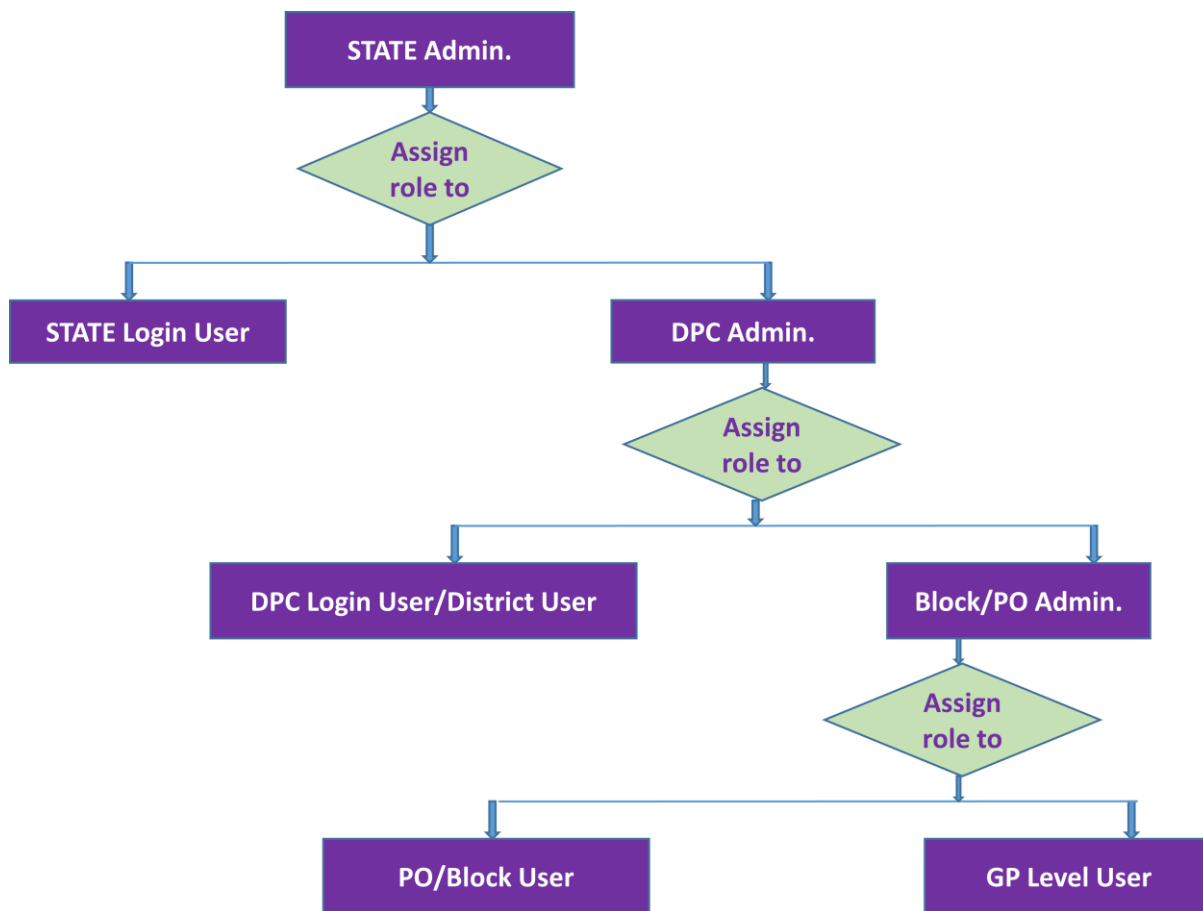 STATE Admin.
Assign
role to
STATE Login User
DPC Admin.
Assign
role to
DPC Login User/District User
Block/PO Admin.
Assign
role to
PO/Block User
GP Level User